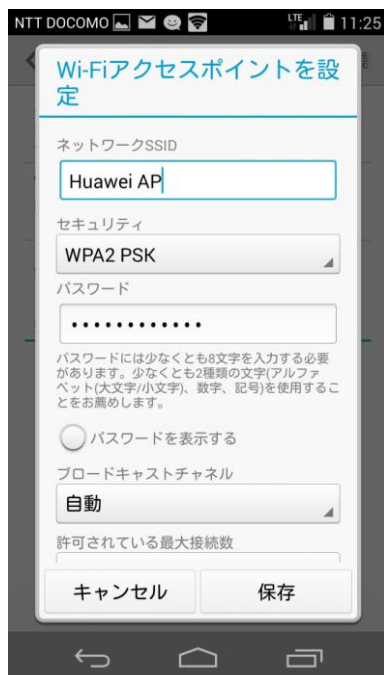 NTT DOCOMO LTE 11:25
Wi-Fiアクセスポイントを設
定
ネットワークSSID
Huawei AP
セキュリティ
WPA2 PSK
パスワード
••••••••••••
パスワードには少なくとも8文字を入力する必要
があります。少なくとも2種類の文字(アルファ
ベット(大文字/小文字)、数字、記号)を使用するこ
とをお薦めします。
パスワードを表示する
ブロードキャストチャネル
自動
許可されている最大接続数
キャンセル 保存